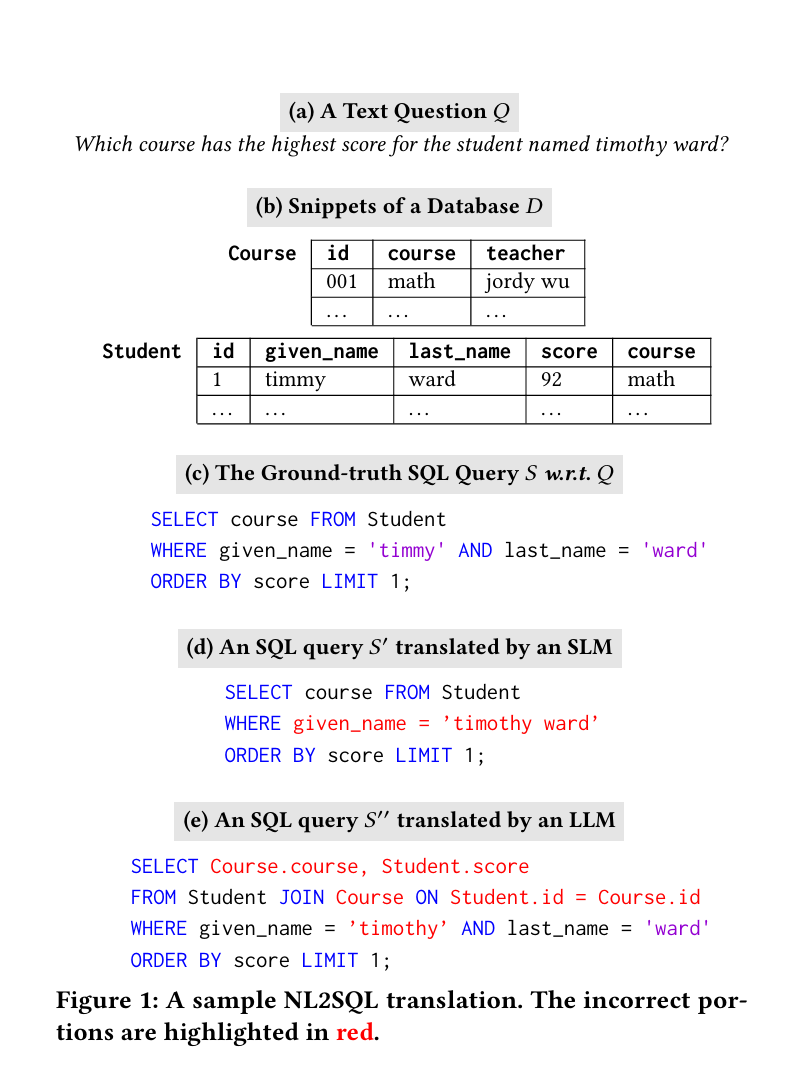 (a) A Text Question Q
Which course has the highest score for the student named timothy ward?
(b) Snippets of a Database D
Course id course teacher
001 math jordy wu
... ... ...
Student id given_name last_name score course
1 timmy ward 92 math
... ... ... ... ...
(c) The Ground-truth SQL Query S w.r.t. Q
SELECT course FROM Student
WHERE given_name = 'timmy' AND last_name = 'ward'
ORDER BY score LIMIT 1;
(d) An SQL query S′ translated by an SLM
SELECT course FROM Student
WHERE given_name = ’timothy ward’
ORDER BY score LIMIT 1;
(e) An SQL query S′′ translated by an LLM
SELECT Course.course, Student.score
FROM Student JOIN Course ON Student.id = Course.id
WHERE given_name = ’timothy’ AND last_name = 'ward'
ORDER BY score LIMIT 1;
Figure 1: A sample NL2SQL translation. The incorrect por-
tions are highlighted in red.